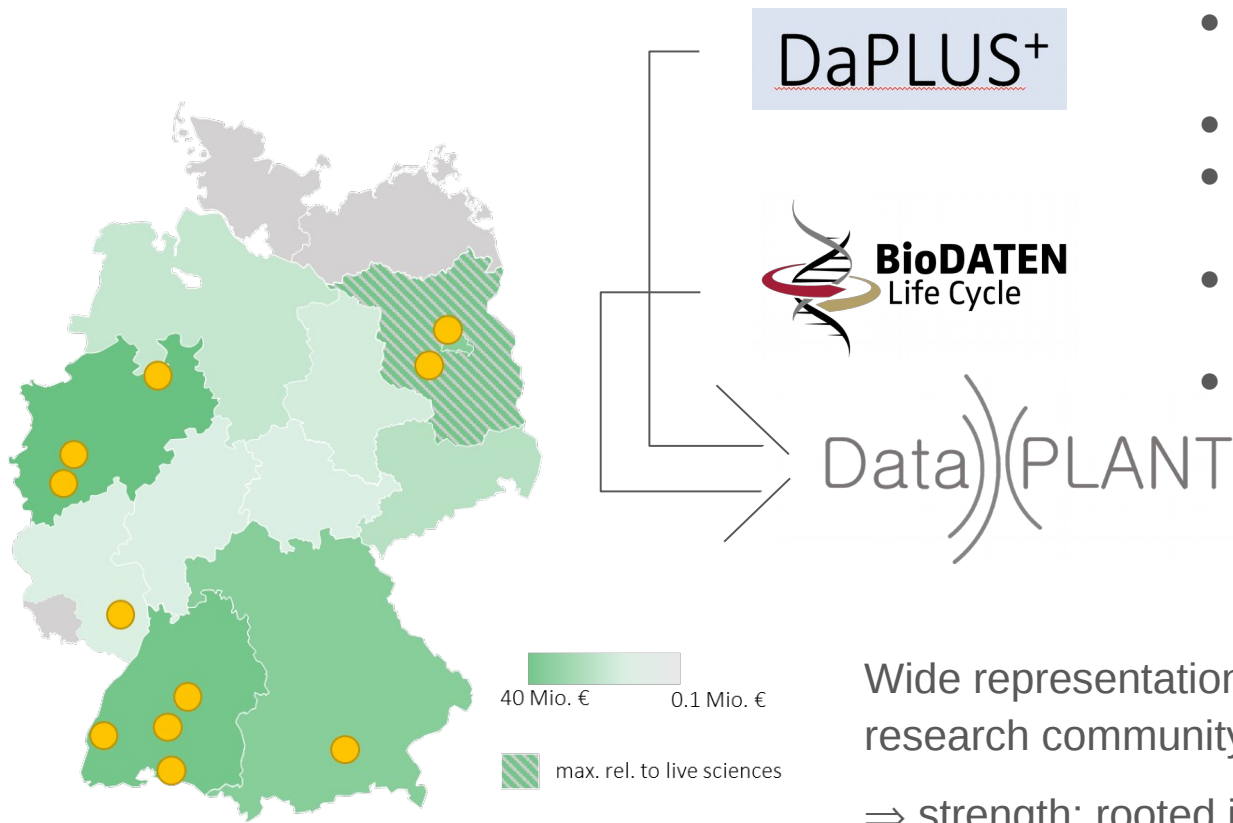 DaPLUS⁺
BioDATEN
Life Cycle
Data PLANT
40 Mio. € 0.1 Mio. €
max. rel. to live sciences
Wide representation
research community
⇒ strength: rooted i